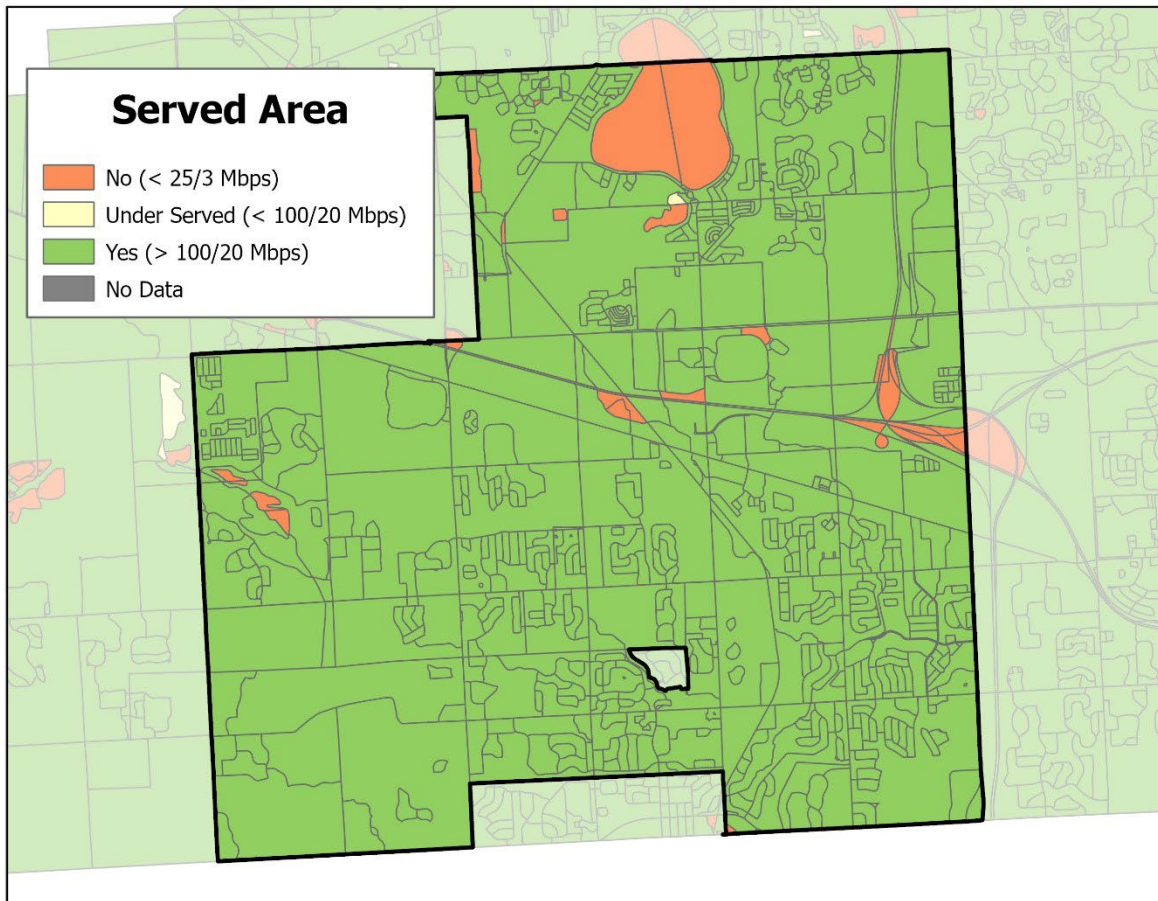 Served Area
No (< 25/3 Mbps)
Under Served (< 100/20 Mbps)
Yes (> 100/20 Mbps)
No Data